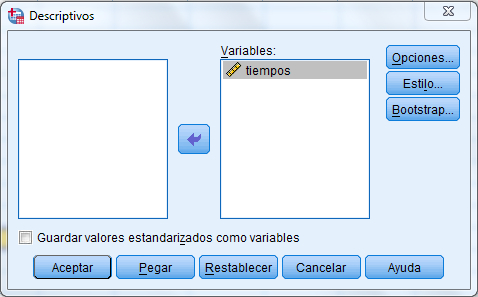 Descriptivos
Variables:
tiempos
Opciones...
Estilo...
Bootstrap...
Guardar valores estandarizados como variables
Aceptar
Pegar
Restablecer
Cancelar
Ayuda